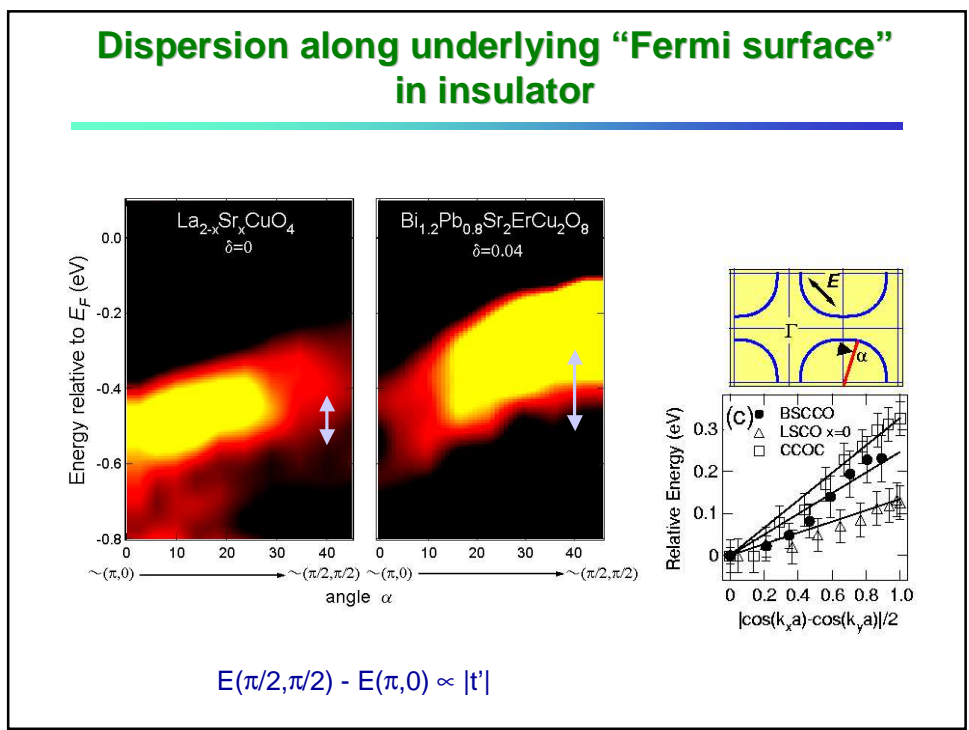 Dispersion along underlying “Fermi surface”
in insulator
La2-xSrxCuO4
δ=0
Bi1.2Pb0.8Sr2ErCu2O8
δ=0.04
Energy relative to EF (eV)
0.0
-0.2
-0.4
-0.6
-0.8
0 10 20 30 40
0 10 20 30 40
~(π,0) ~(π/2,π/2) ~(π,0) ~(π/2,π/2)
angle α
E
Γ
α
(c)
BSCCO
LSCO x=0
CCOC
Relative Energy (eV)
0.3
0.2
0.1
0
0 0.2 0.4 0.6 0.8 1.0
|cos(kxa)-cos(kya)|/2
E(π/2,π/2) - E(π,0) ∝ |t’|